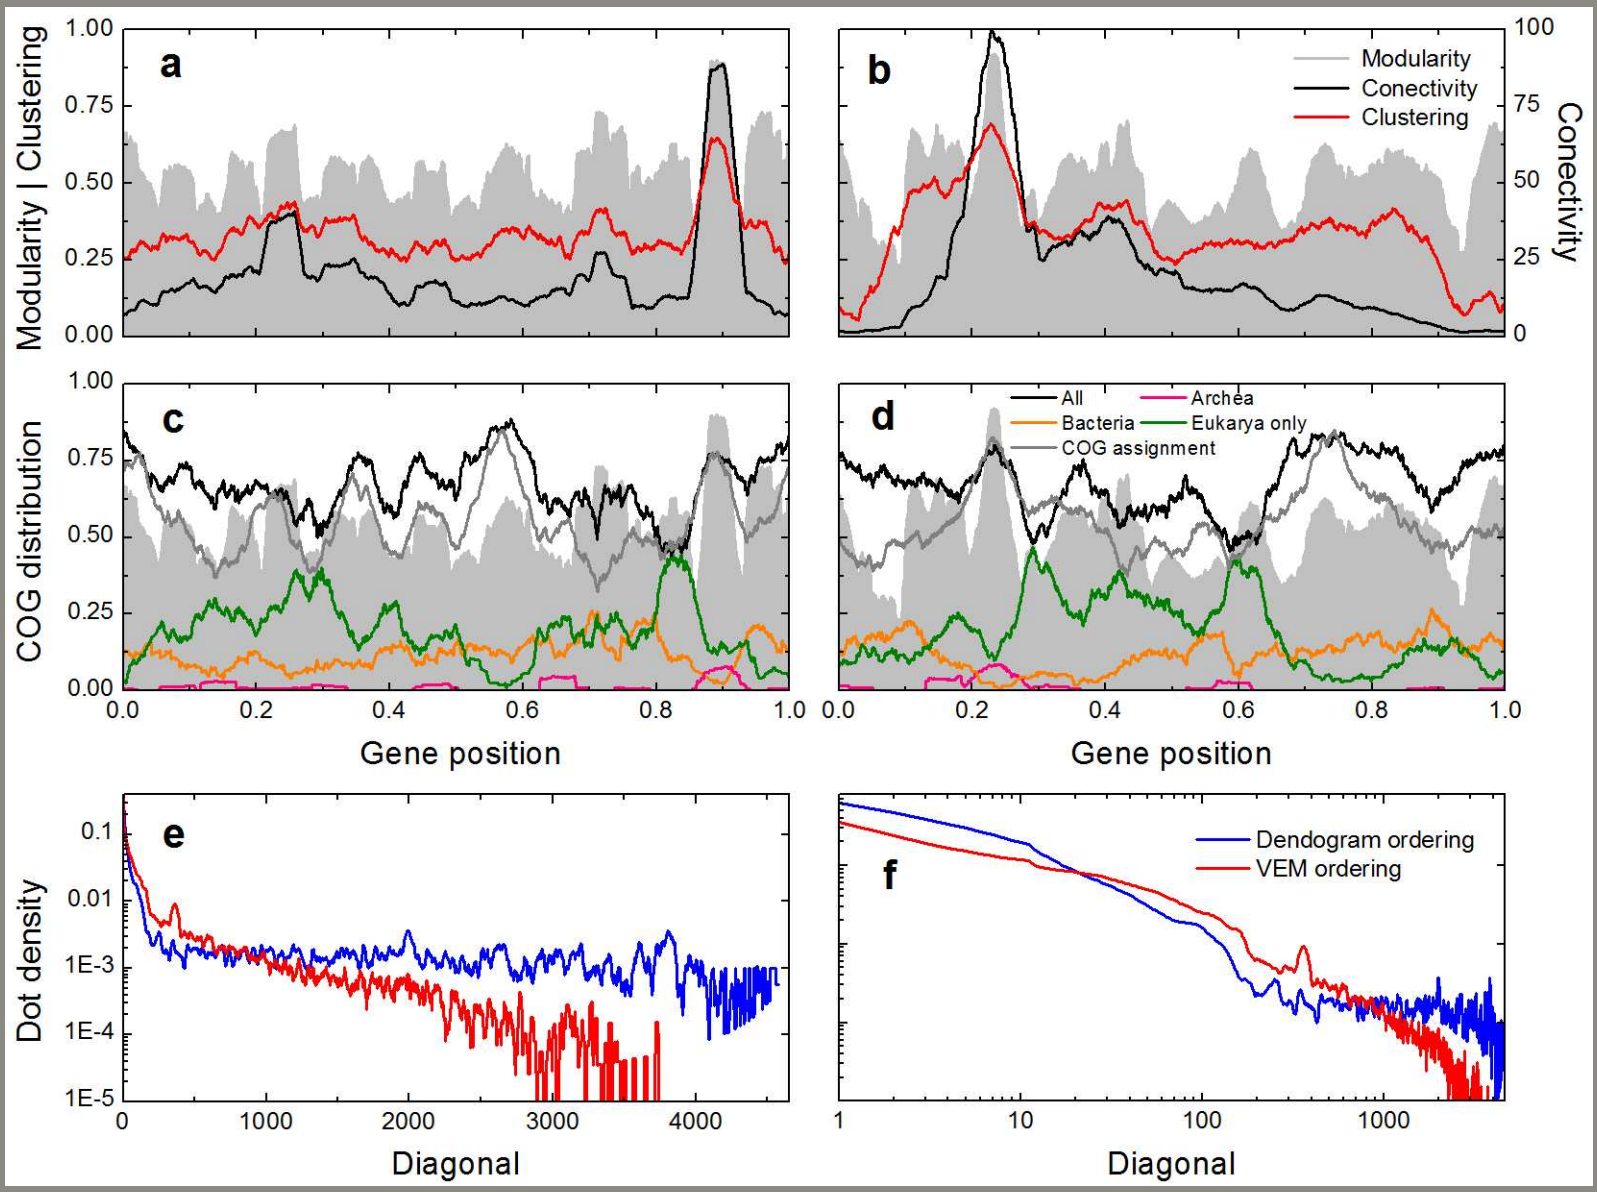 Modularity | Clustering
1.00
0.75
0.50
0.25
0.00
a
b
Modularity
Conectivity
Clustering
100
75
50
25
0
Conectivity
COG distribution
1.00
0.75
0.50
0.25
0.00
c
d
All
Archéa
Bacteria
Eukarya only
COG assignment
0.0 0.2 0.4 0.6 0.8 1.0
0.0 0.2 0.4 0.6 0.8 1.0
Gene position
Gene position
Dot density
0.1
0.01
1E-3
1E-4
1E-5
e
f
Dendogram ordering
VEM ordering
0 1000 2000 3000 4000
1 10 100 1000
Diagonal
Diagonal